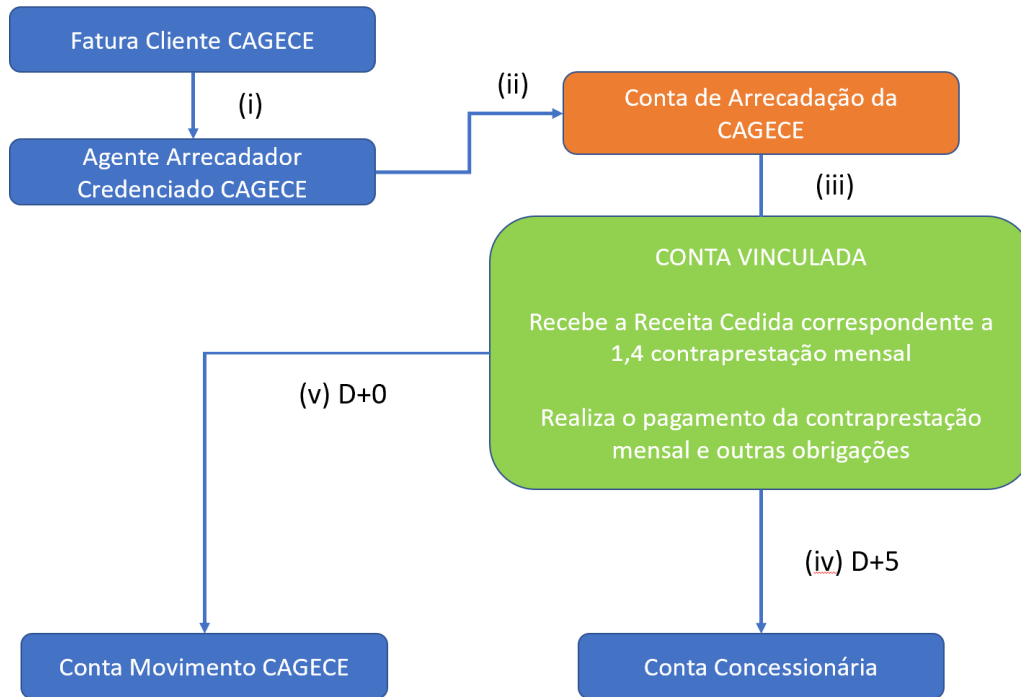 Fatura Cliente CAGECE
(i)
(ii)
Conta de Arrecadação da
CAGECE
Agente Arrecadador
Credenciado CAGECE
(iii)
CONTA VINCULADA
Recebe a Receita Cedida correspondente a
1,4 contraprestação mensal
Realiza o pagamento da contraprestação
mensal e outras obrigações
(v) D+0
(iv) D+5
Conta Movimento CAGECE
Conta Concessionária